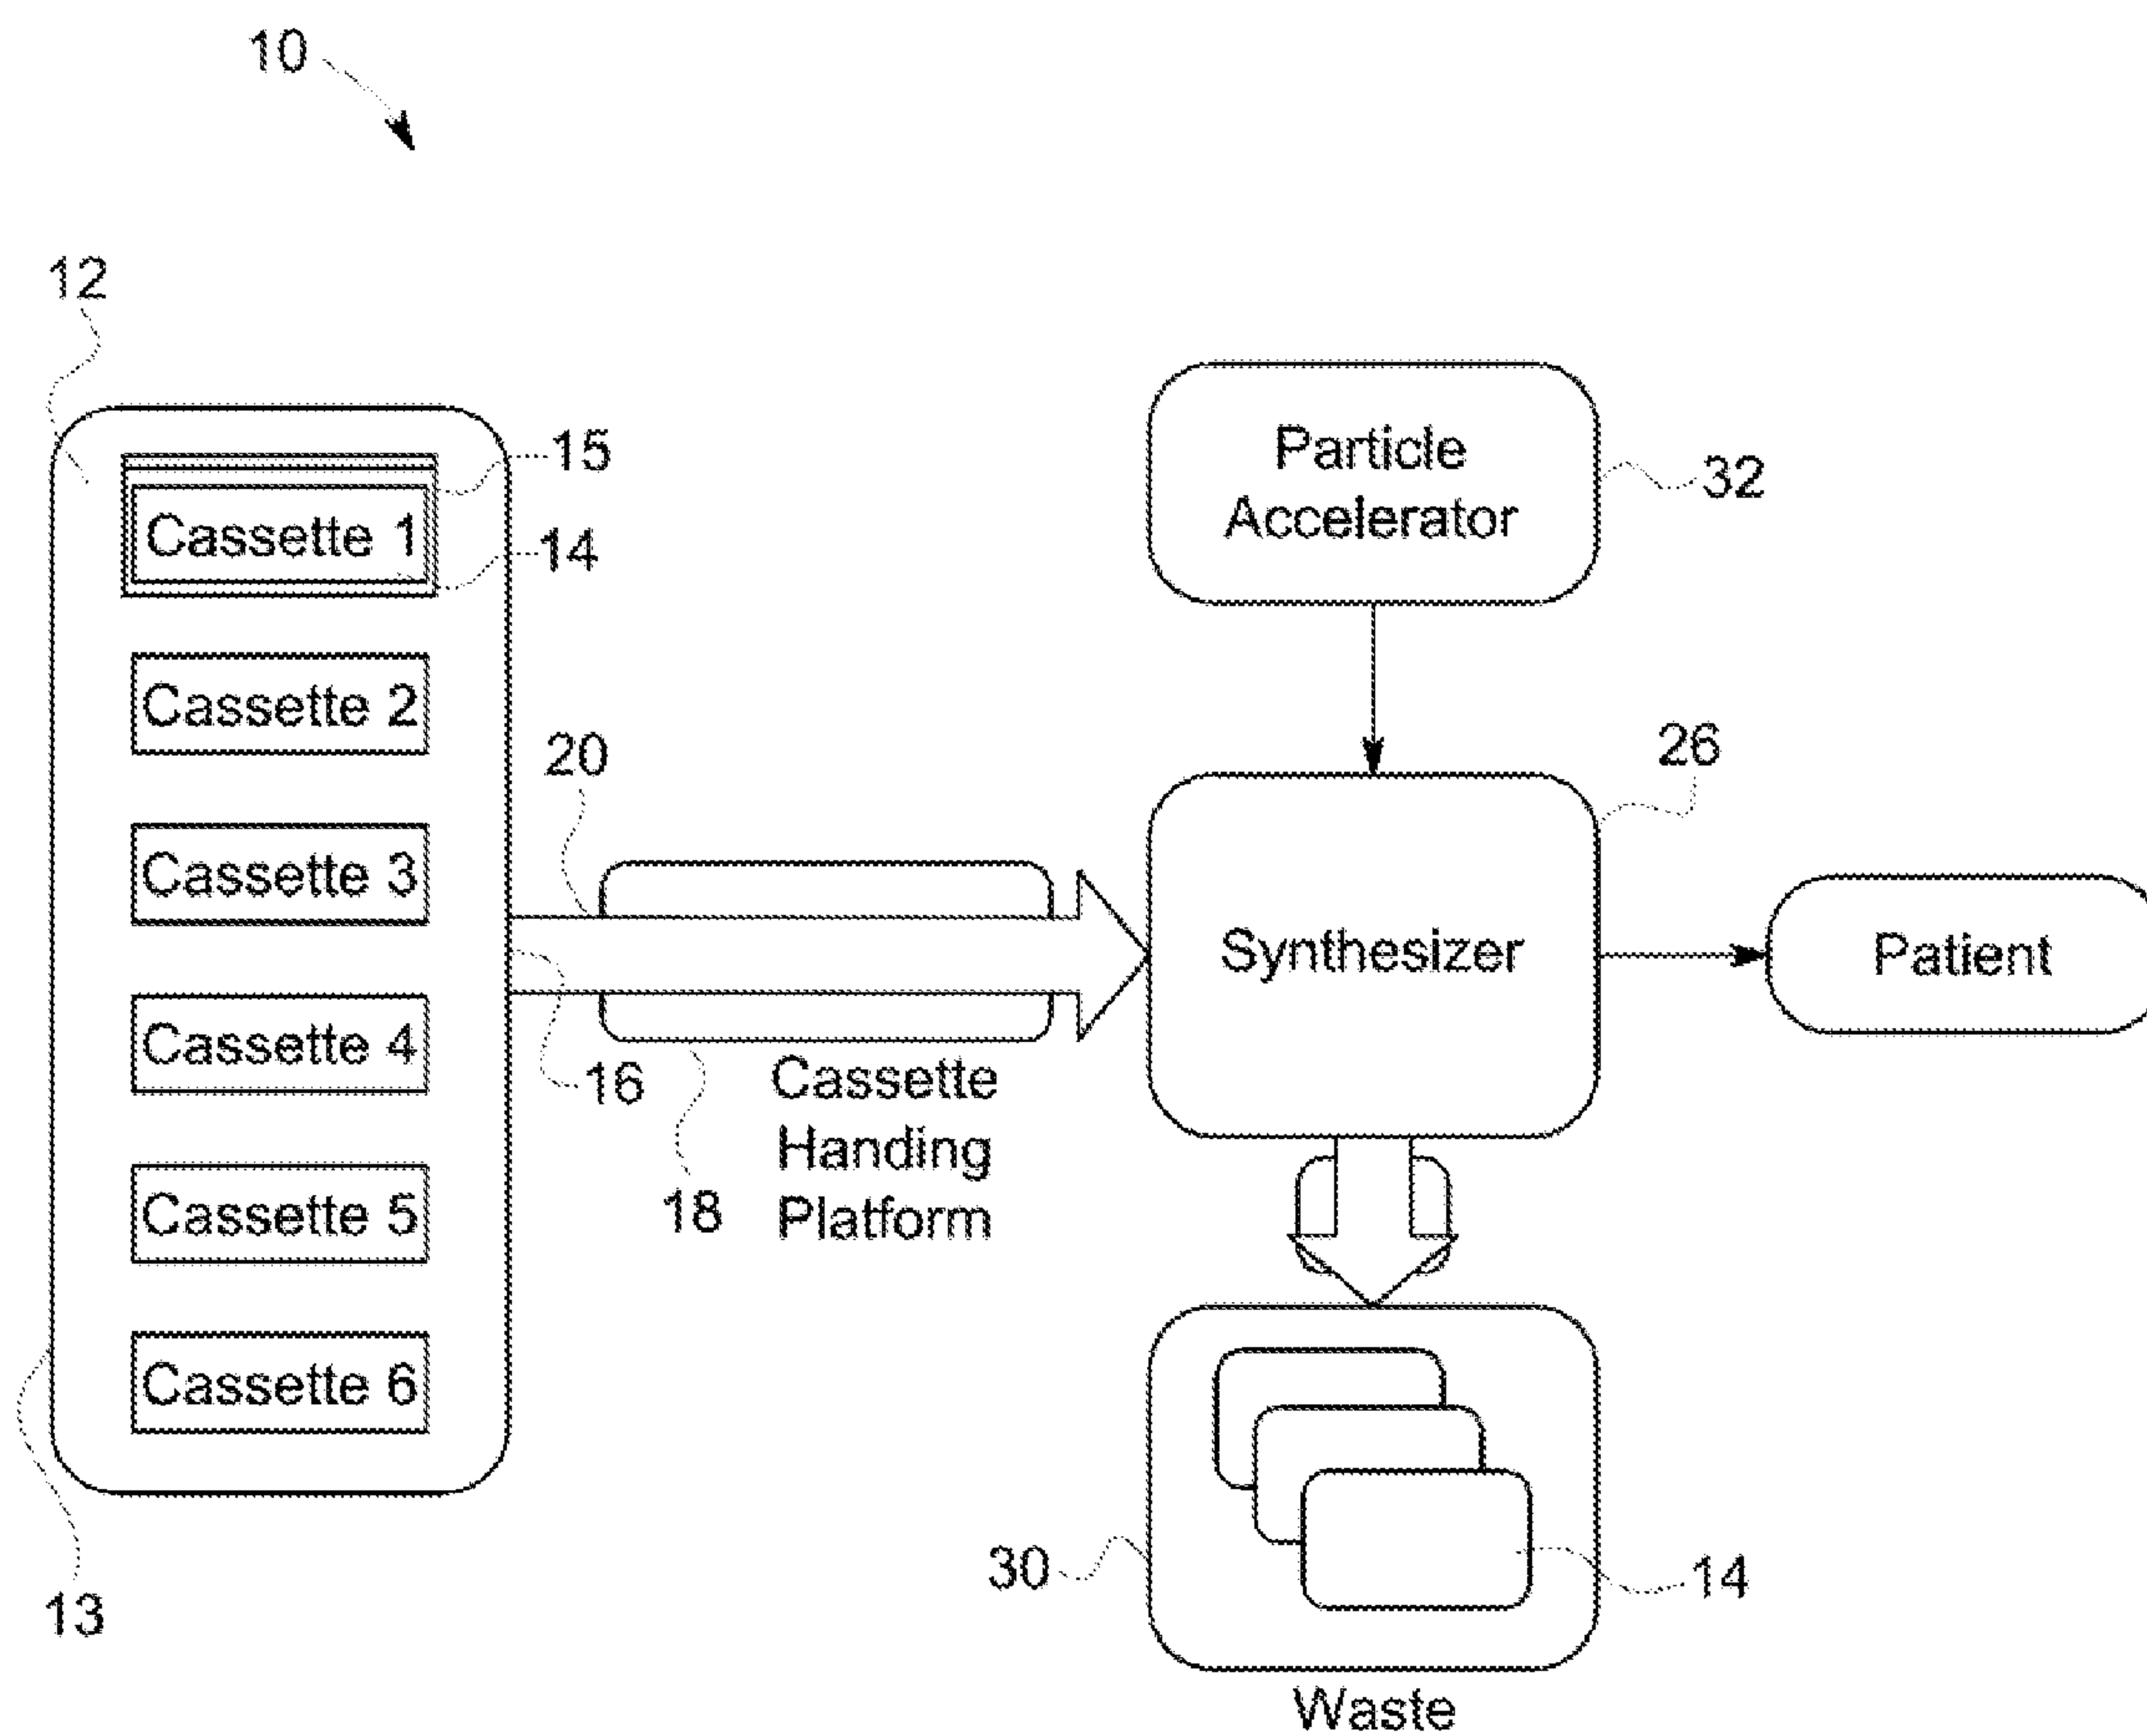 10
12
15
Cassette 1
14
Particle
Accelerator
32
Cassette 2
20
26
Cassette 3
Synthesizer
Patient
Cassette 4
16
Cassette
Handing
Platform
18
Cassette 5
Cassette 6
13
30
14
Waste